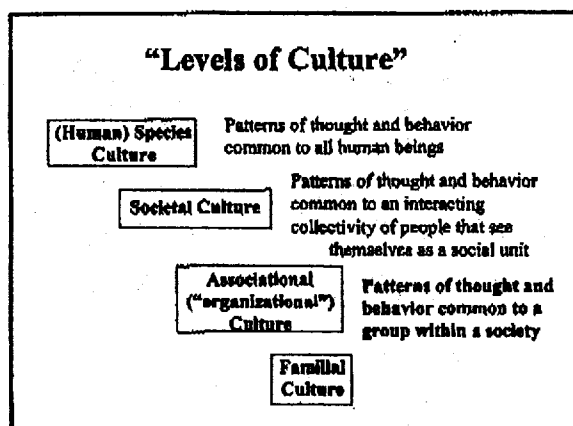 “Levels of Culture”
(Human) Species
Culture
Patterns of thought and behavior
common to all human beings
Societal Culture
Patterns of thought and behavior
common to an interacting
collectivity of people that see
themselves as a social unit
Associational
(“organizational”)
Culture
Patterns of thought and
behavior common to a
group within a society
Familial
Culture